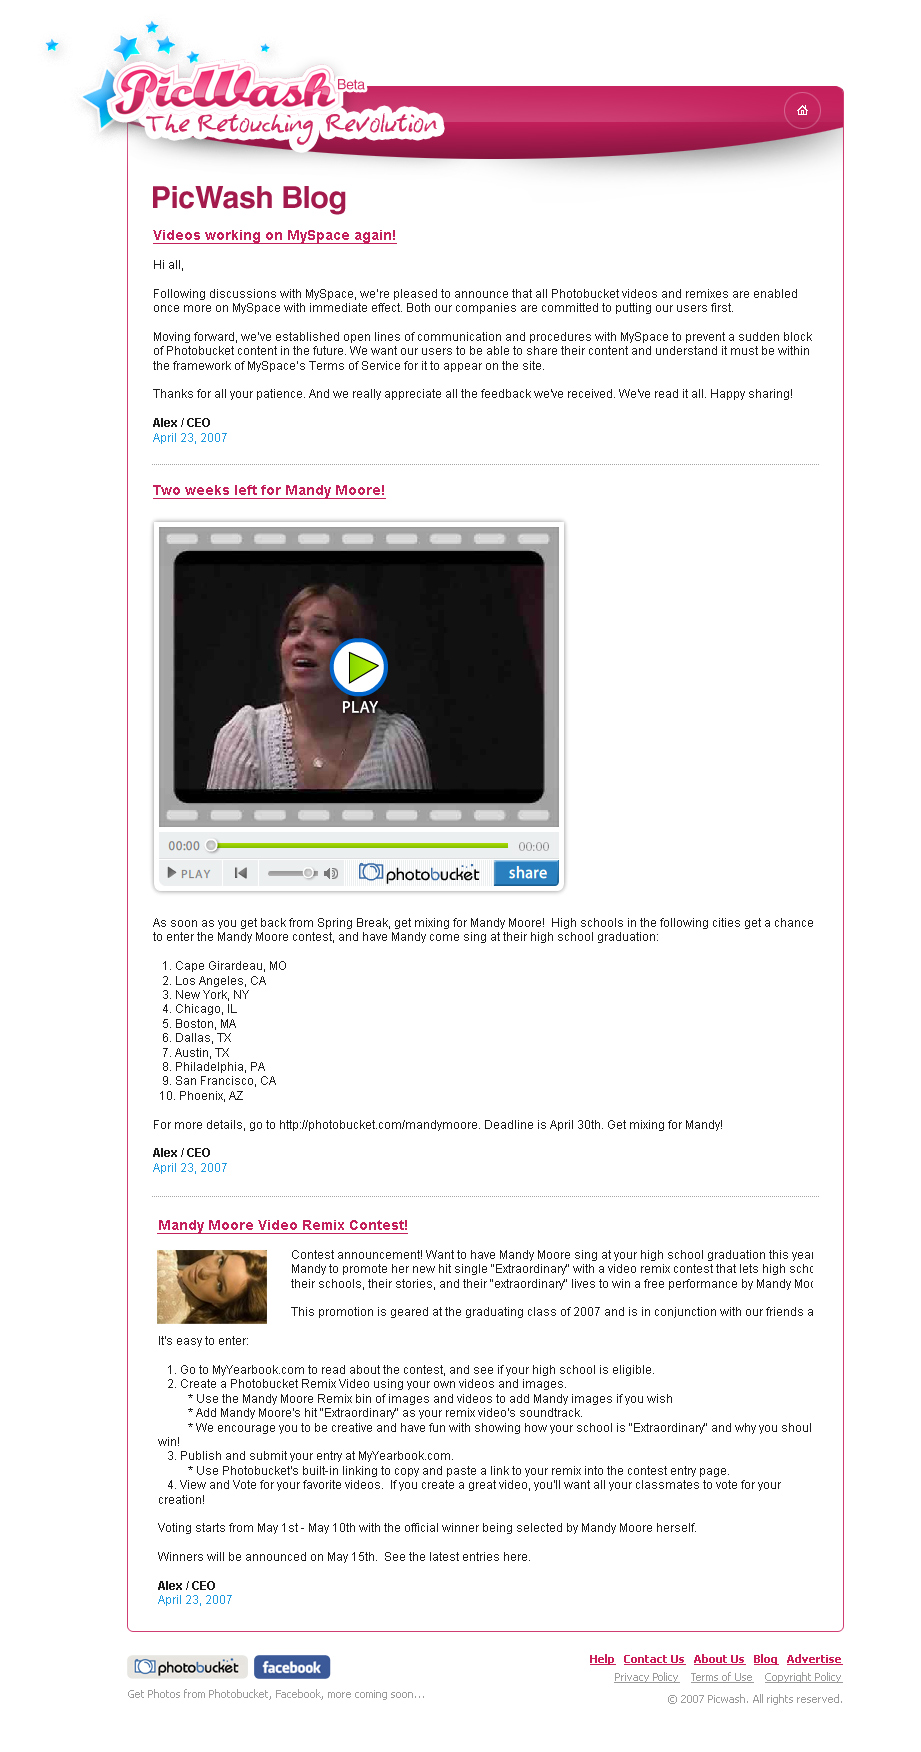 PicWash Beta
The Retouching Revolution
PicWash Blog
Videos working on MySpace again!
Hi all,
Following discussions with MySpace, we're pleased to announce that all Photobucket videos and remixes are enabled
once more on MySpace with immediate effect. Both our companies are committed to putting our users first.
Moving forward, we've established open lines of communication and procedures with MySpace to prevent a sudden block
of Photobucket content in the future. We want our users to be able to share their content and understand it must be within
the framework of MySpace's Terms of Service for it to appear on the site.
Thanks for all your patience. And we really appreciate all the feedback we've received. We've read it all. Happy sharing!
Alex / CEO
April 23, 2007
Two weeks left for Mandy Moore!
PLAY
00:00 00:00
PLAY photobucket share
As soon as you get back from Spring Break, get mixing for Mandy Moore! High schools in the following cities get a chance
to enter the Mandy Moore contest, and have Mandy come sing at their high school graduation:
1. Cape Girardeau, MO
2. Los Angeles, CA
3. New York, NY
4. Chicago, IL
5. Boston, MA
6. Dallas, TX
7. Austin, TX
8. Philadelphia, PA
9. San Francisco, CA
10. Phoenix, AZ
For more details, go to http://photobucket.com/mandymoore. Deadline is April 30th. Get mixing for Mandy!
Alex / CEO
April 23, 2007
Mandy Moore Video Remix Contest!
Contest announcement! Want to have Mandy Moore sing at your high school graduation this year
Mandy to promote her new hit single "Extraordinary" with a video remix contest that lets high scho
their schools, their stories, and their "extraordinary" lives to win a free performance by Mandy Moo
This promotion is geared at the graduating class of 2007 and is in conjunction with our friends a
It's easy to enter:
1. Go to MyYearbook.com to read about the contest, and see if your high school is eligible.
2. Create a Photobucket Remix Video using your own videos and images.
* Use the Mandy Moore Remix bin of images and videos to add Mandy images if you wish
* Add Mandy Moore's hit "Extraordinary" as your remix video's soundtrack.
* We encourage you to be creative and have fun with showing how your school is "Extraordinary" and why you shoul
win!
3. Publish and submit your entry at MyYearbook.com.
* Use Photobucket's built-in linking to copy and paste a link to your remix into the contest entry page.
4. View and Vote for your favorite videos. If you create a great video, you'll want all your classmates to vote for your
creation!
Voting starts from May 1st - May 10th with the official winner being selected by Mandy Moore herself.
Winners will be announced on May 15th. See the latest entries here.
Alex / CEO
April 23, 2007
photobucket facebook
Get Photos from Photobucket, Facebook, more coming soon...
Help Contact Us About Us Blog Advertise
Privacy Policy Terms of Use Copyright Policy
© 2007 Picwash. All rights reserved.